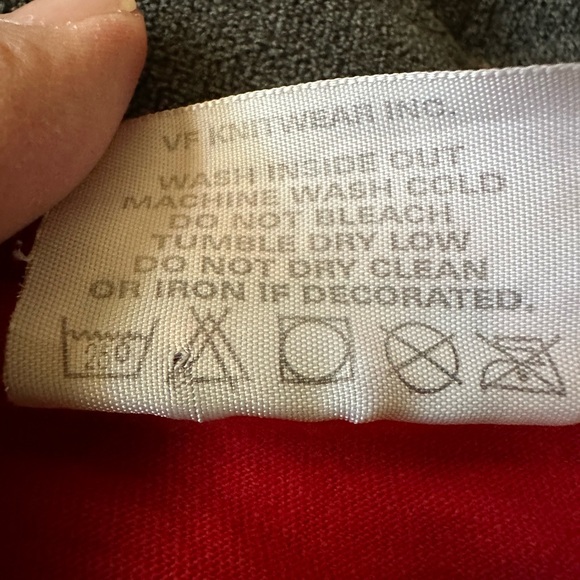 VF KNITWEAR INC.
WASH INSIDE OUT
MACHINE WASH COLD
DO NOT BLEACH
TUMBLE DRY LOW
DO NOT DRY CLEAN
OR IRON IF DECORATED.